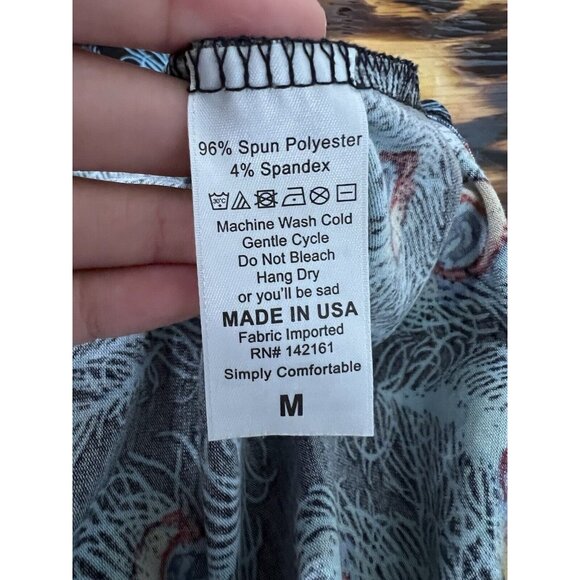 96% Spun Polyester
4% Spandex
30°C
Machine Wash Cold
Gentle Cycle
Do Not Bleach
Hang Dry
or you'll be sad
MADE IN USA
Fabric Imported
RN# 142161
Simply Comfortable
M